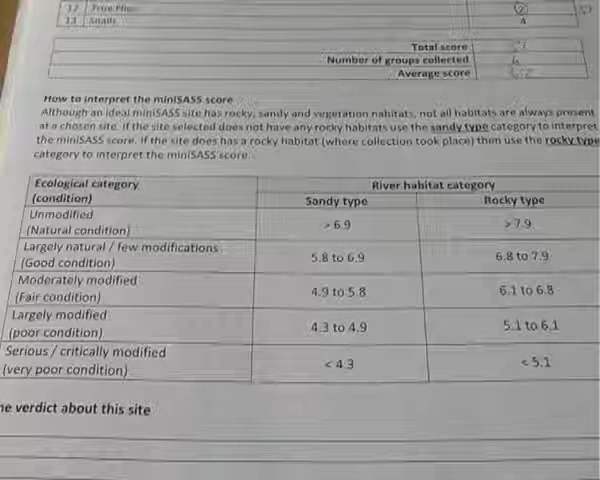 12 True flies 2
13 Snails 4
Total score
Number of groups collected
Average score
How to interpret the miniSASS score
Although an ideal miniSASS site has rocky, sandy and vegetation habitats, not all habitats are always present
at a chosen site. If the site selected does not have any rocky habitats use the sandy type category to interpret
the miniSASS score. If the site does has a rocky habitat (where collection took place) then use the rocky type
category to interpret the miniSASS score.
Ecological category River habitat category
(condition) Sandy type Rocky type
Unmodified
(Natural condition) > 6.9 > 7.9
Largely natural / few modifications
(Good condition) 5.8 to 6.9 6.8 to 7.9
Moderately modified
(Fair condition) 4.9 to 5.8 6.1 to 6.8
Largely modified
(poor condition) 4.3 to 4.9 5.1 to 6.1
Serious / critically modified
(very poor condition) < 4.3 < 5.1
he verdict about this site